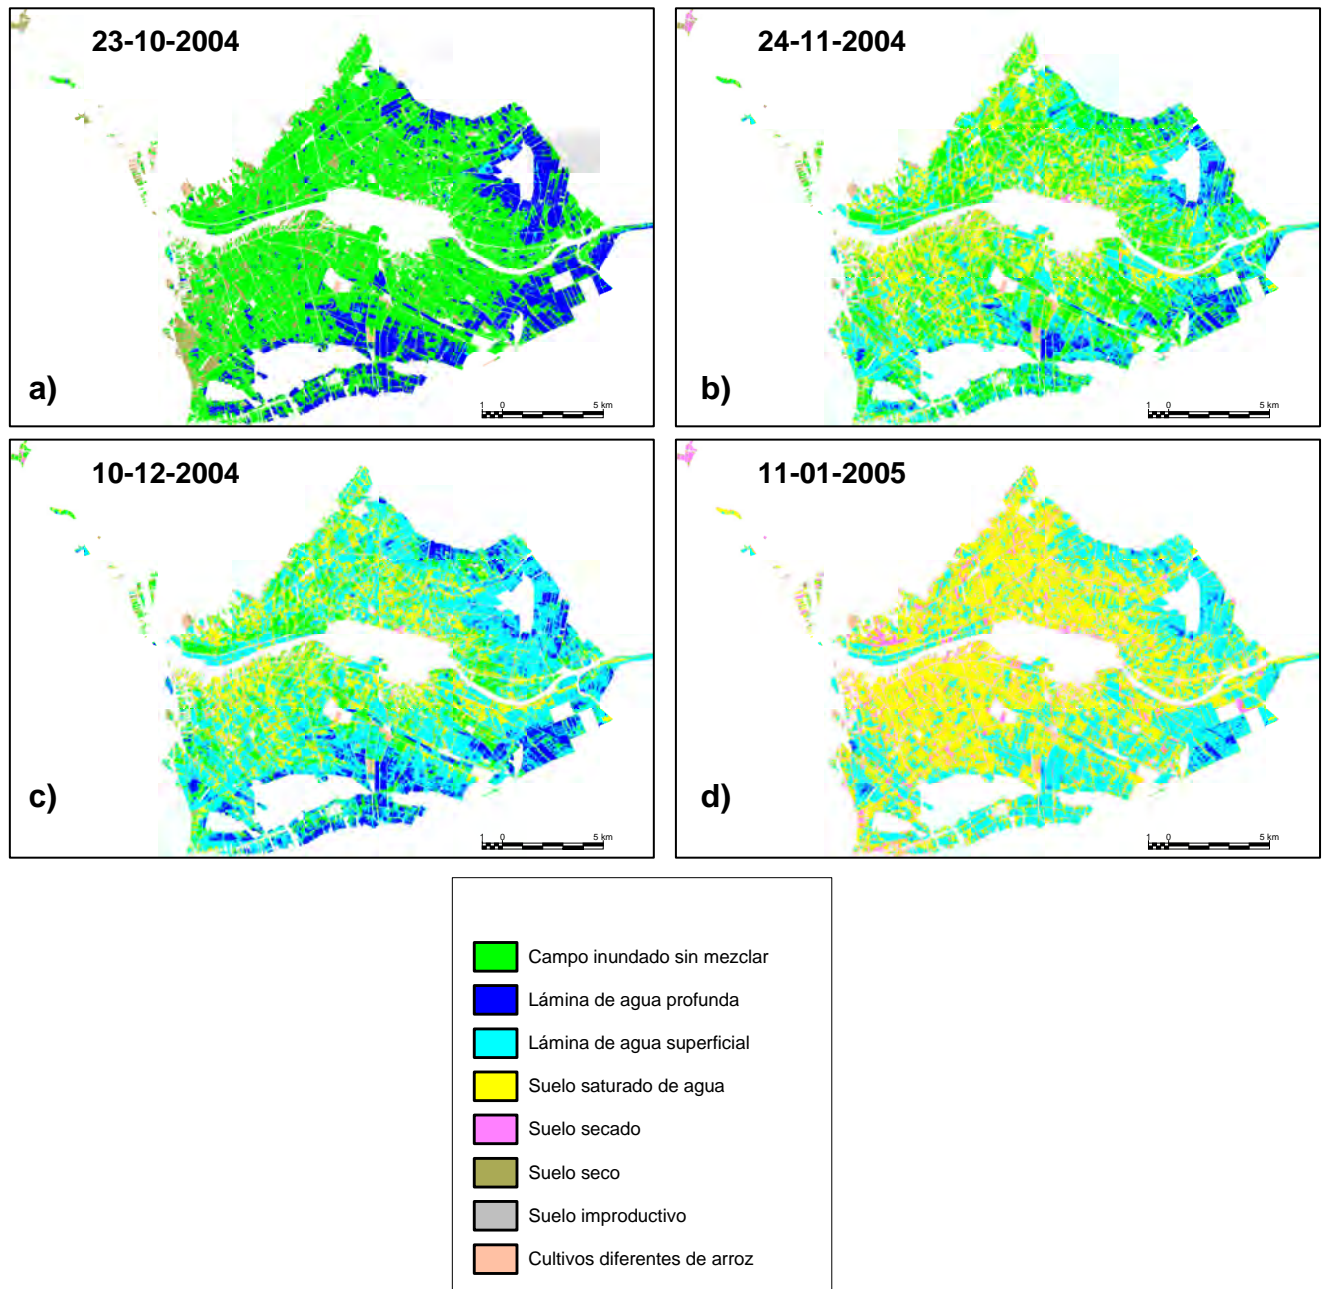 23-10-2004
a)
1 0 5 km
24-11-2004
b)
1 0 5 km
10-12-2004
c)
1 0 5 km
11-01-2005
d)
1 0 5 km
Campo inundado sin mezclar
Lámina de agua profunda
Lámina de agua superficial
Suelo saturado de agua
Suelo secado
Suelo seco
Suelo improductivo
Cultivos diferentes de arroz